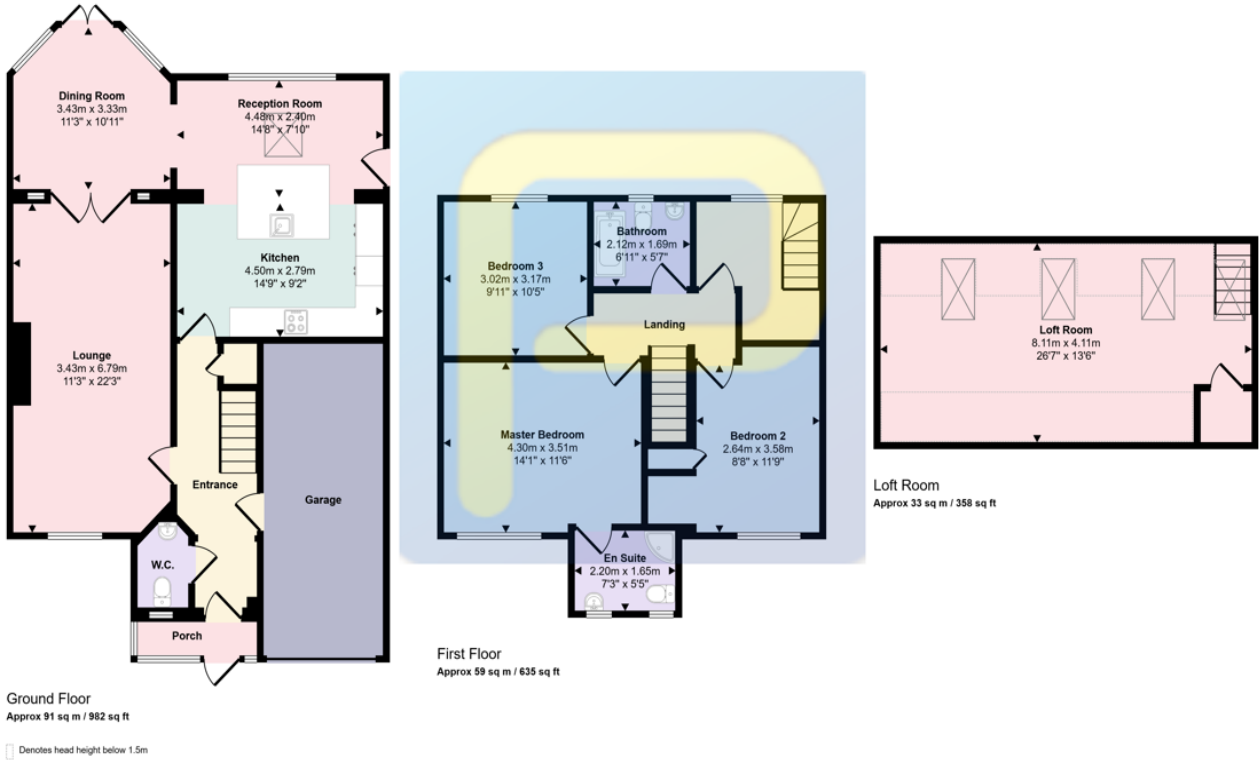 Dining Room
3.43m x 3.33m
11'3" x 10'11"
Reception Room
4.48m x 2.40m
14'8" x 7'10"
Kitchen
4.50m x 2.79m
14'9" x 9'2"
Lounge
3.43m x 6.79m
11'3" x 22'3"
Entrance
Garage
W.C.
Porch
Ground Floor
Approx 91 sq m / 982 sq ft
Denotes head height below 1.5m
Bathroom
2.12m x 1.69m
6'11" x 5'7"
Bedroom 3
3.02m x 3.17m
9'11" x 10'5"
Landing
Master Bedroom
4.30m x 3.51m
14'1" x 11'6"
Bedroom 2
2.64m x 3.58m
8'8" x 11'9"
En Suite
2.20m x 1.65m
7'3" x 5'5"
First Floor
Approx 59 sq m / 635 sq ft
Loft Room
8.11m x 4.11m
26'7" x 13'6"
Loft Room
Approx 33 sq m / 358 sq ft